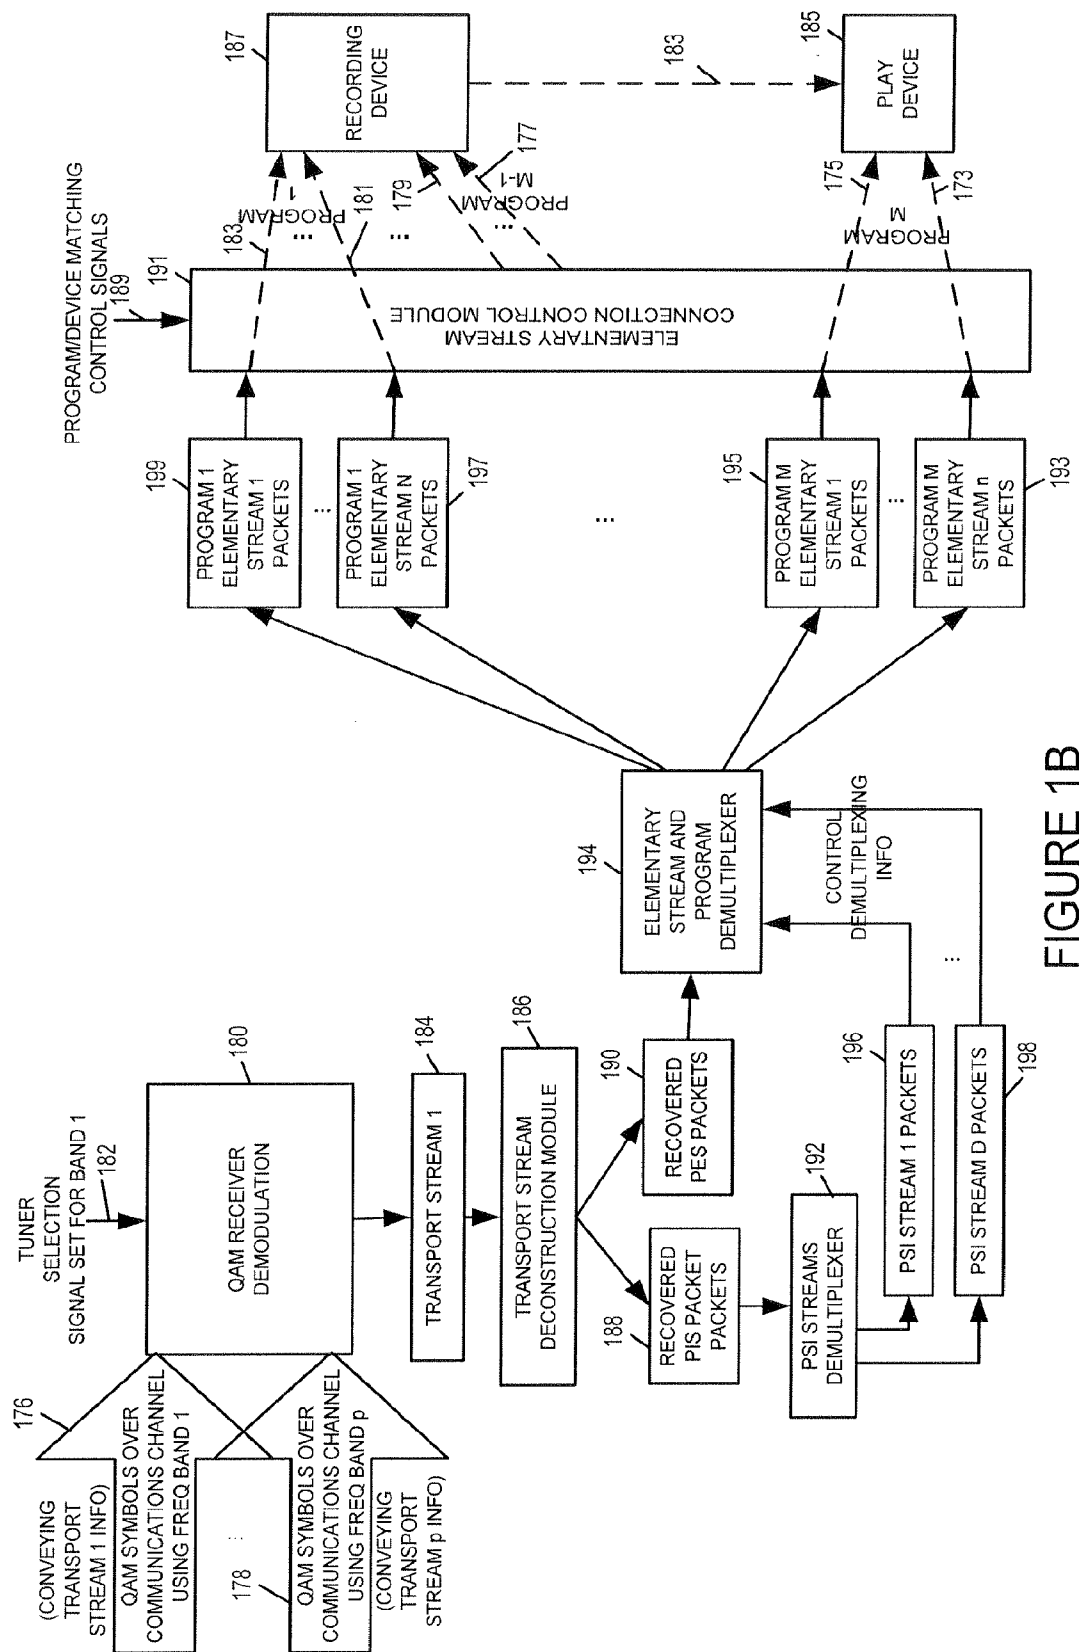 (CONVEYING
TRANSPORT
STREAM 1 INFO)
176
QAM SYMBOLS OVER
COMMUNICATIONS CHANNEL
USING FREQ BAND 1
...
178
QAM SYMBOLS OVER
COMMUNICATIONS CHANNEL
USING FREQ BAND p
(CONVEYING
TRANSPORT
STREAM p INFO)
TUNER
SELECTION
SIGNAL SET FOR BAND 1
182
180
QAM RECEIVER
DEMODULATION
184
TRANSPORT STREAM 1
186
TRANSPORT STREAM
DECONSTRUCTION MODULE
188
RECOVERED
PIS PACKET
PACKETS
190
RECOVERED
PES PACKETS
192
PSI STREAMS
DEMULTIPLEXER
196
PSI STREAM 1 PACKETS
...
PSI STREAM D PACKETS
198
194
ELEMENTARY
STREAM AND
PROGRAM
DEMULTIPLEXER
CONTROL
DEMULTIPLEXING
INFO
199
PROGRAM 1
ELEMENTARY
STREAM 1
PACKETS
...
PROGRAM 1
ELEMENTARY
STREAM N
PACKETS
197
...
195
PROGRAM M
ELEMENTARY
STREAM 1
PACKETS
...
PROGRAM M
ELEMENTARY
STREAM n
PACKETS
193
PROGRAM/DEVICE MATCHING
CONTROL SIGNALS
189
191
ELEMENTARY STREAM
CONNECTION CONTROL MODULE
183
PROGRAM
1
...
181
...
179
...
PROGRAM
M-1
177
175
PROGRAM
M
173
187
RECORDING
DEVICE
183
185
PLAY
DEVICE
FIGURE 1B